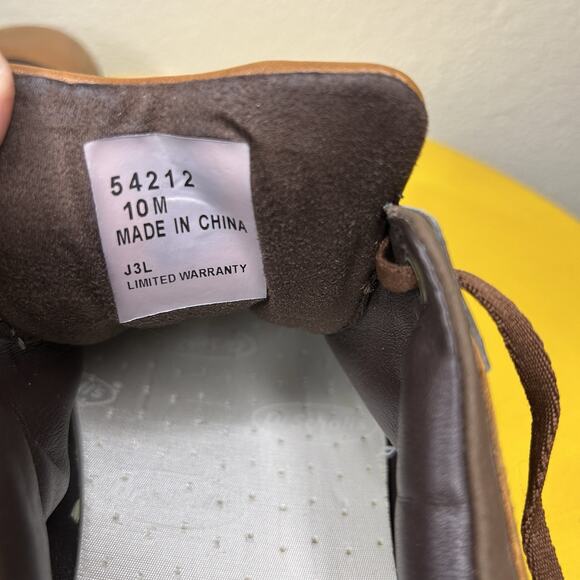 54212
10M
MADE IN CHINA
J3L
LIMITED WARRANTY